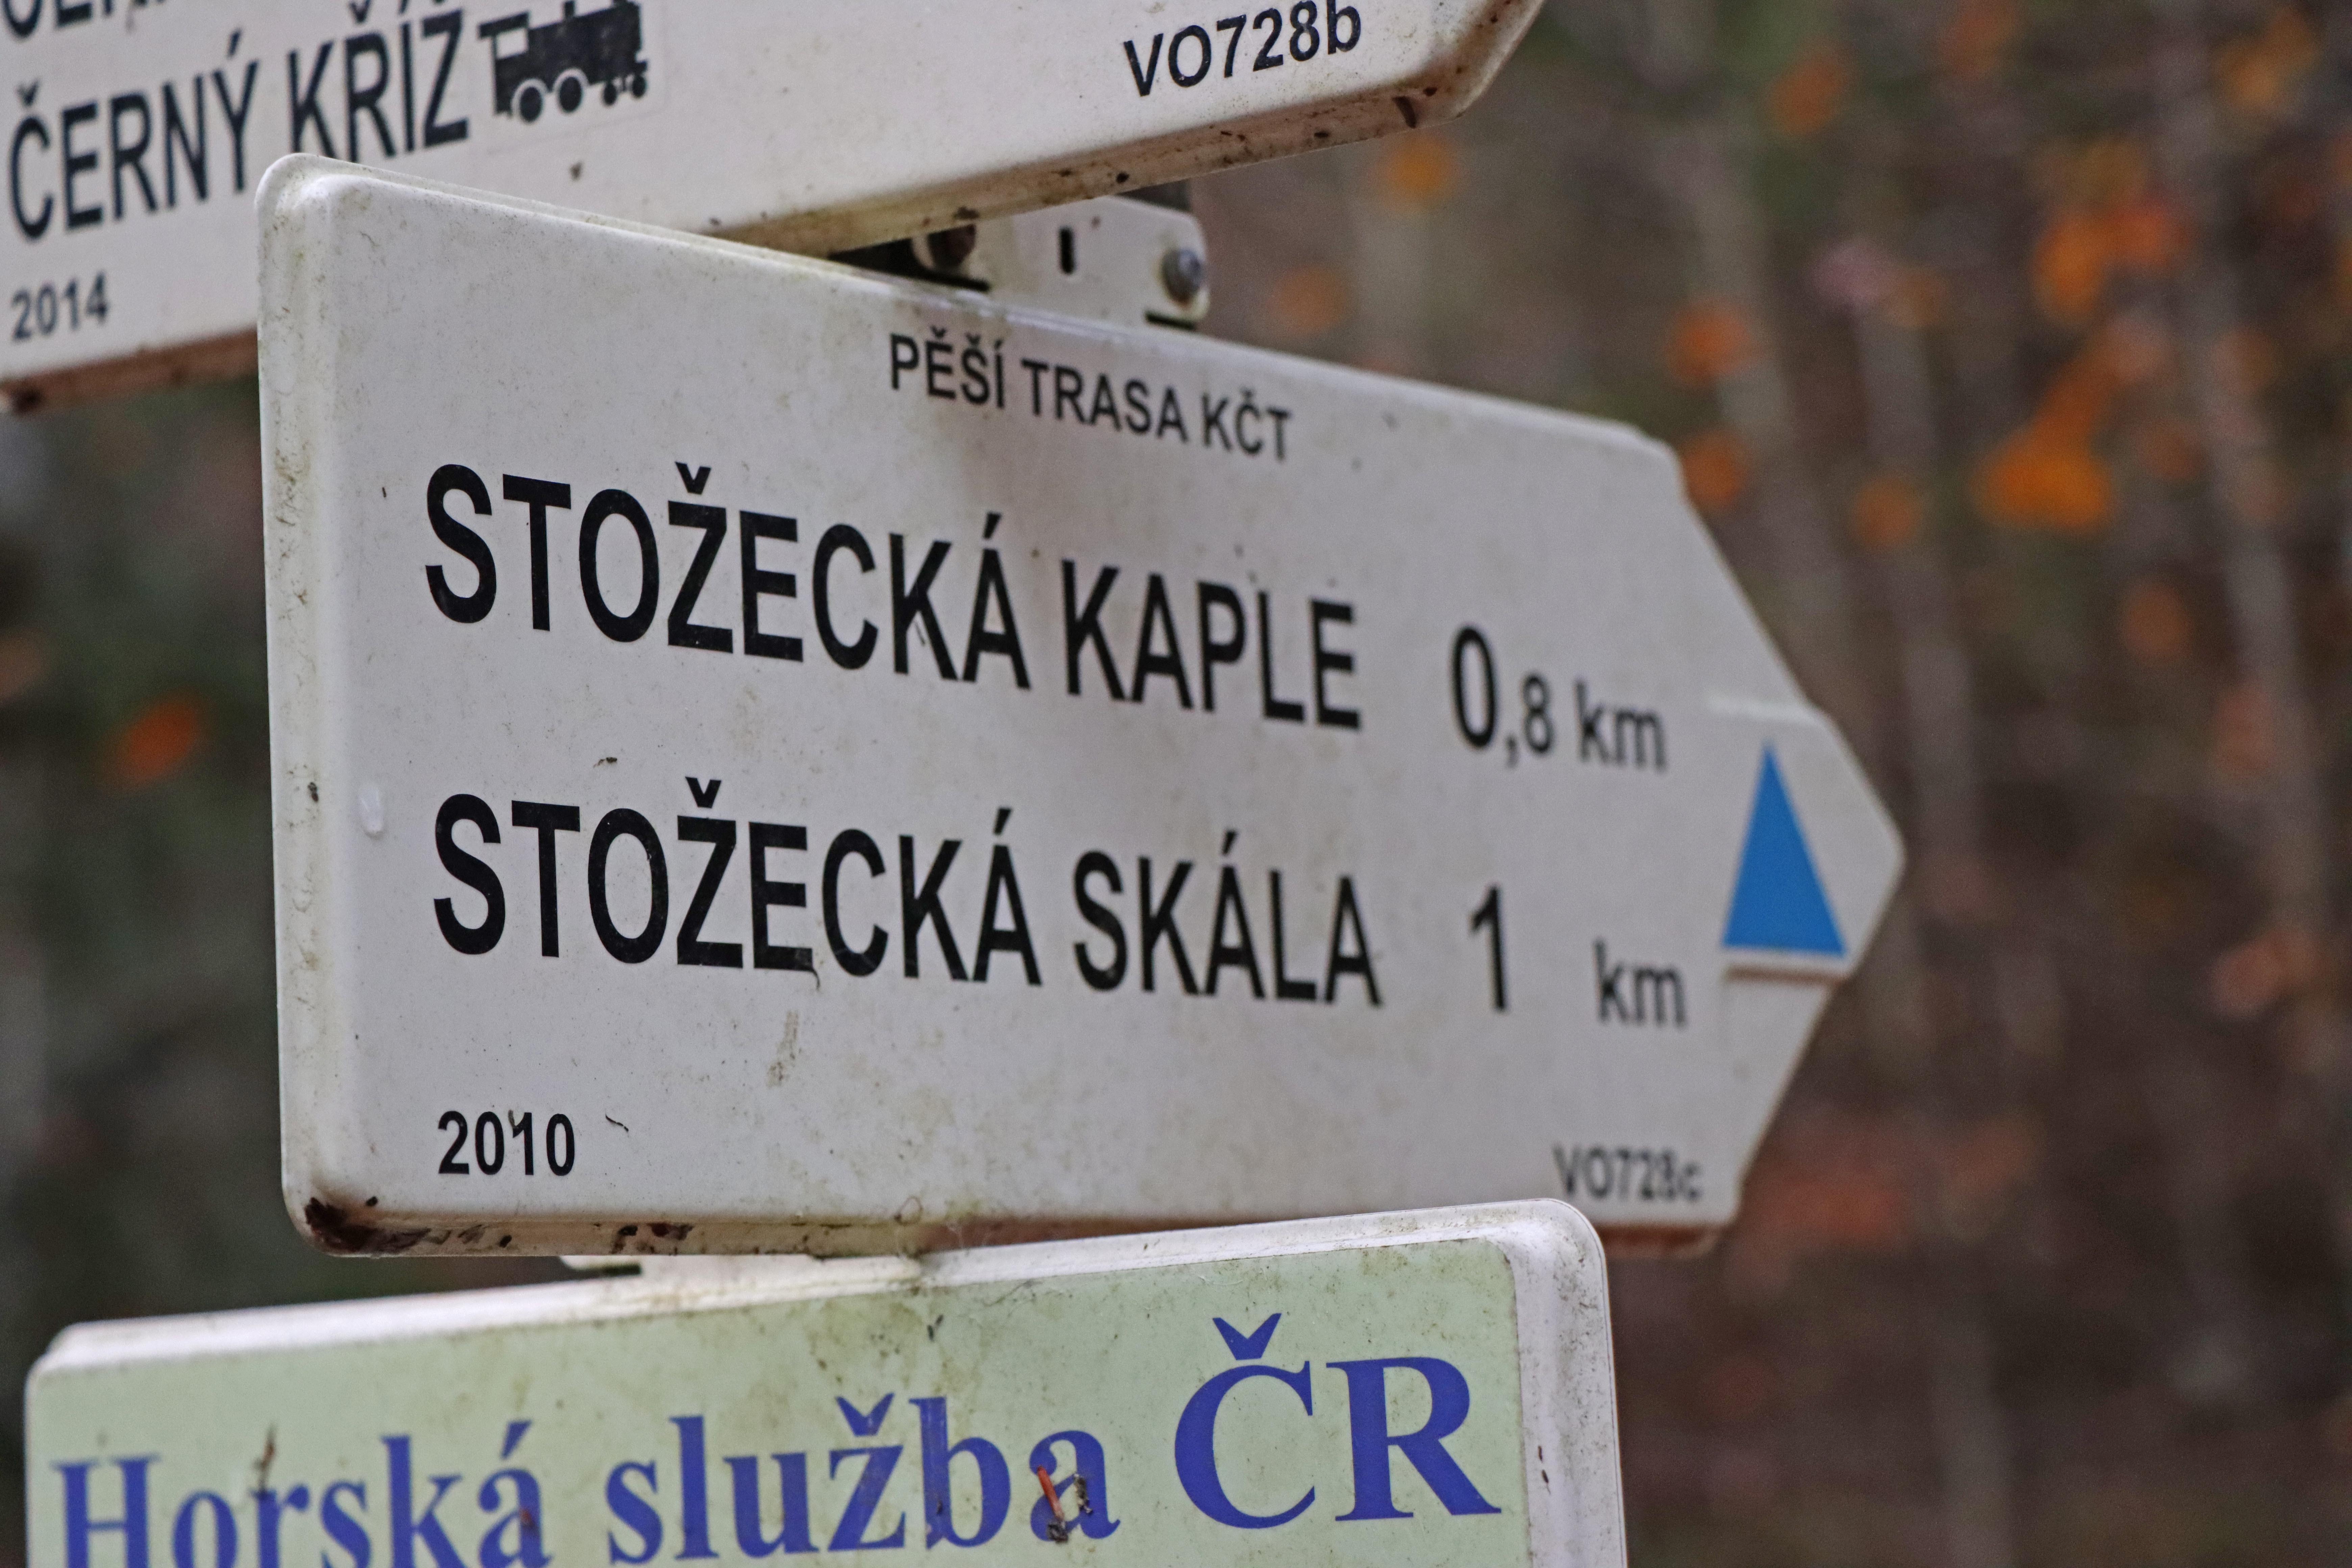 ČERNÝ KŘÍŽ
VO728b
2014
PĚŠÍ TRASA KČT
STOŽECKÁ KAPLE 0,8 km
STOŽECKÁ SKÁLA 1 km
2010
VO728c
Horská služba ČR